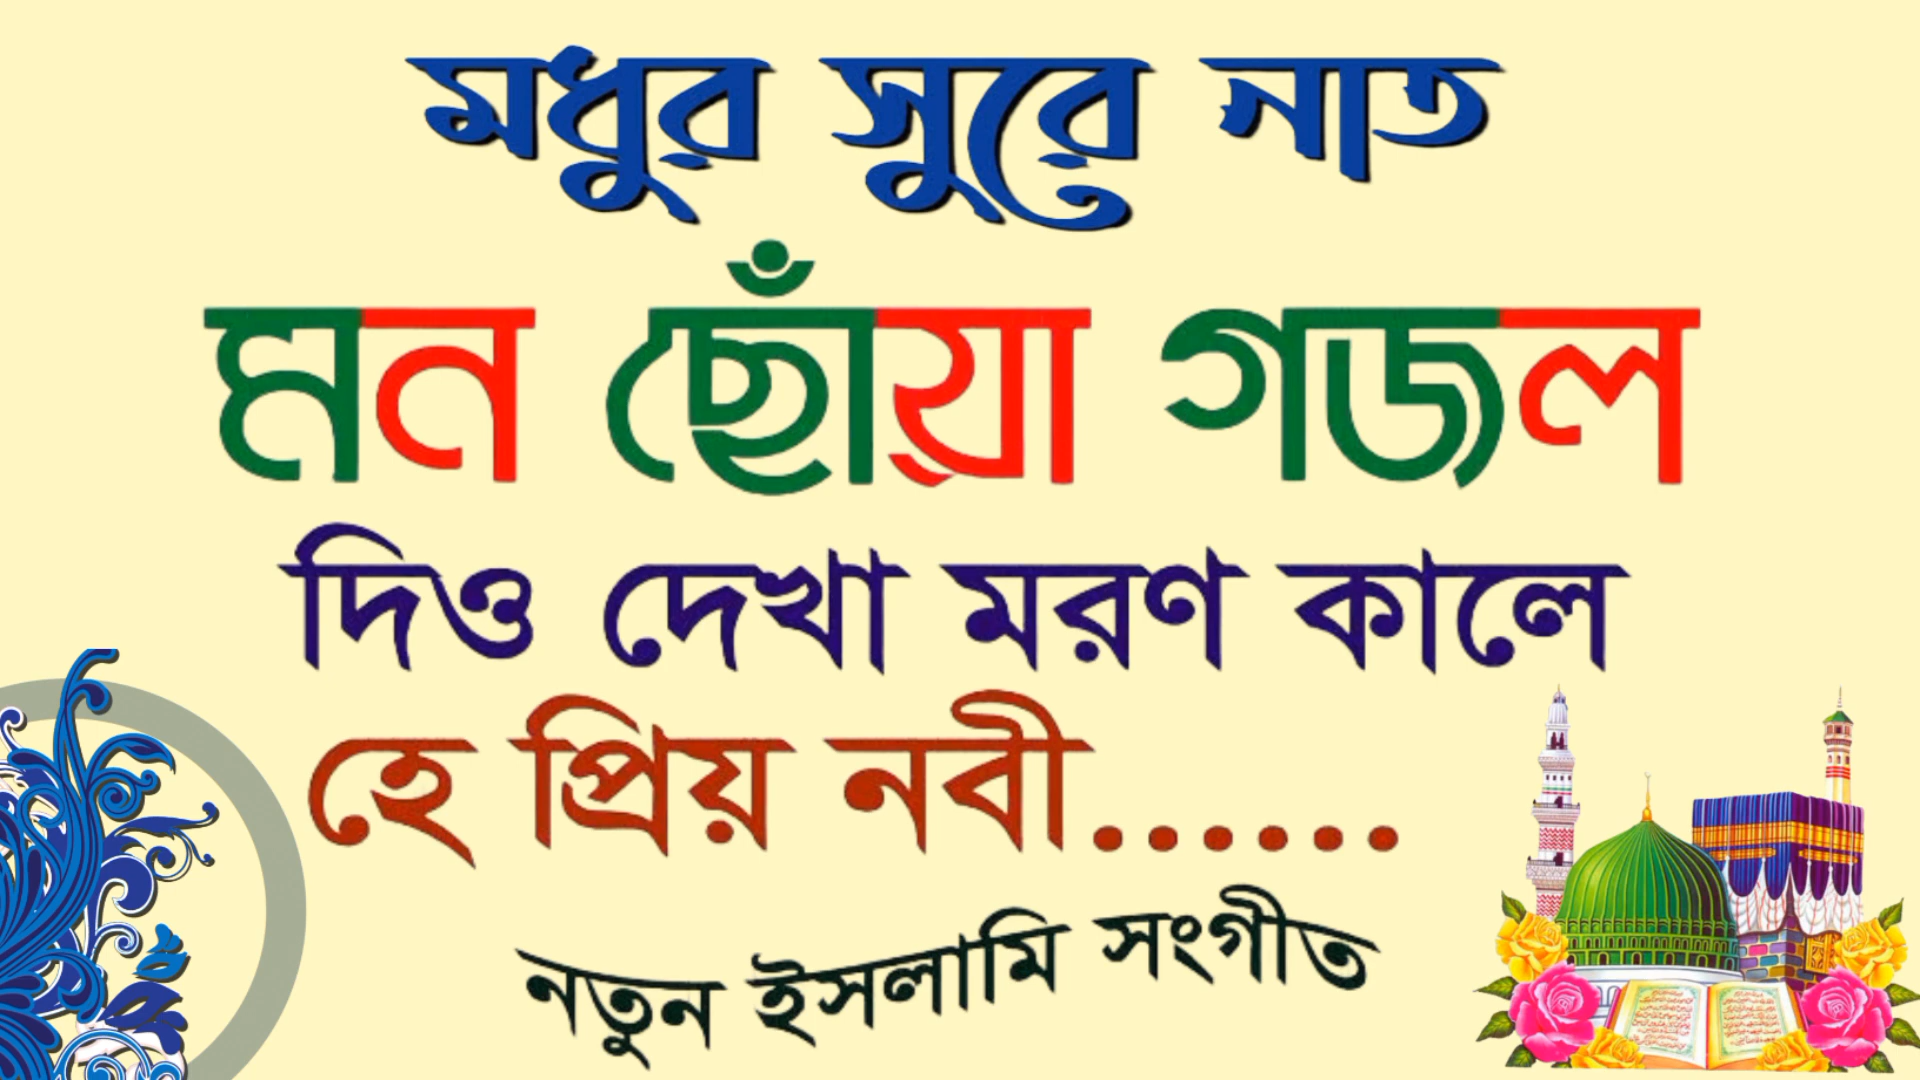 মধুর সুরে নাত
মন ছোঁয়া গজল
দিও দেখা মরণ কালে
হে প্রিয় নবী......
নতুন ইসলামি সংগীত